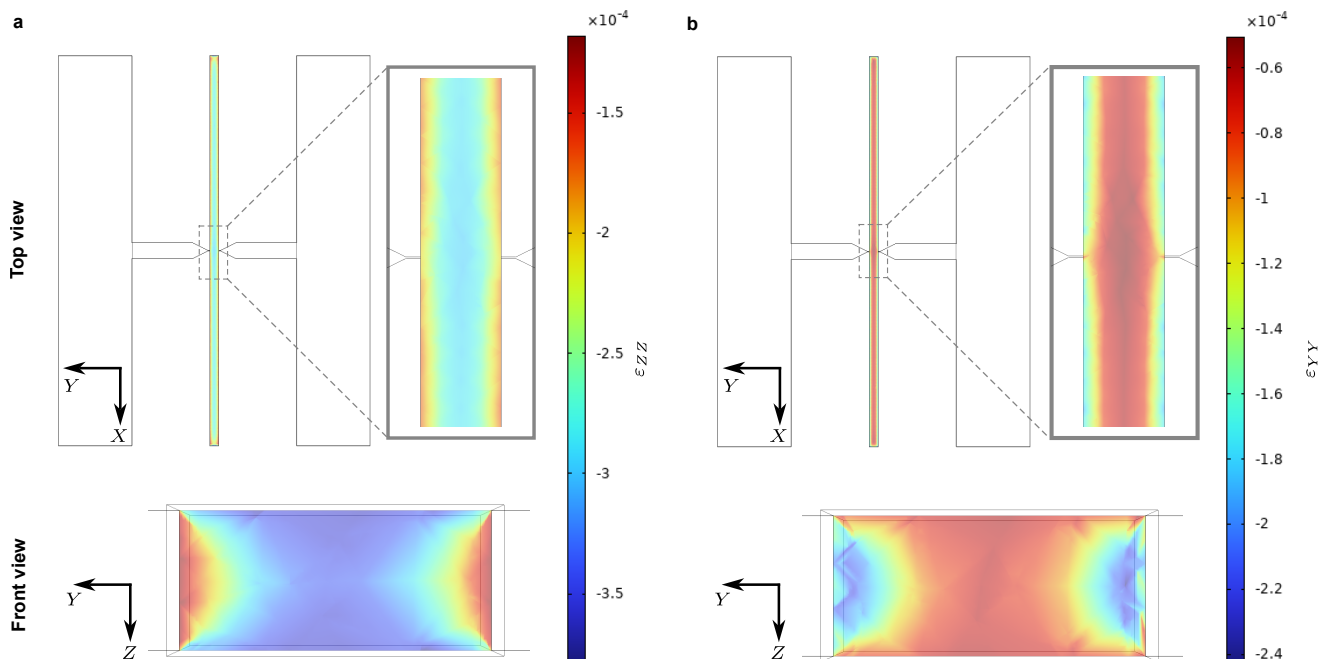 a
b
×10⁻⁴
×10⁻⁴
Top view
-1.5
-2
-2.5
-3
-3.5
εZZ
-0.6
-0.8
-1
-1.2
-1.4
-1.6
-1.8
-2
-2.2
-2.4
εYY
Y
X
Y
X
Front view
Y
Z
Y
Z